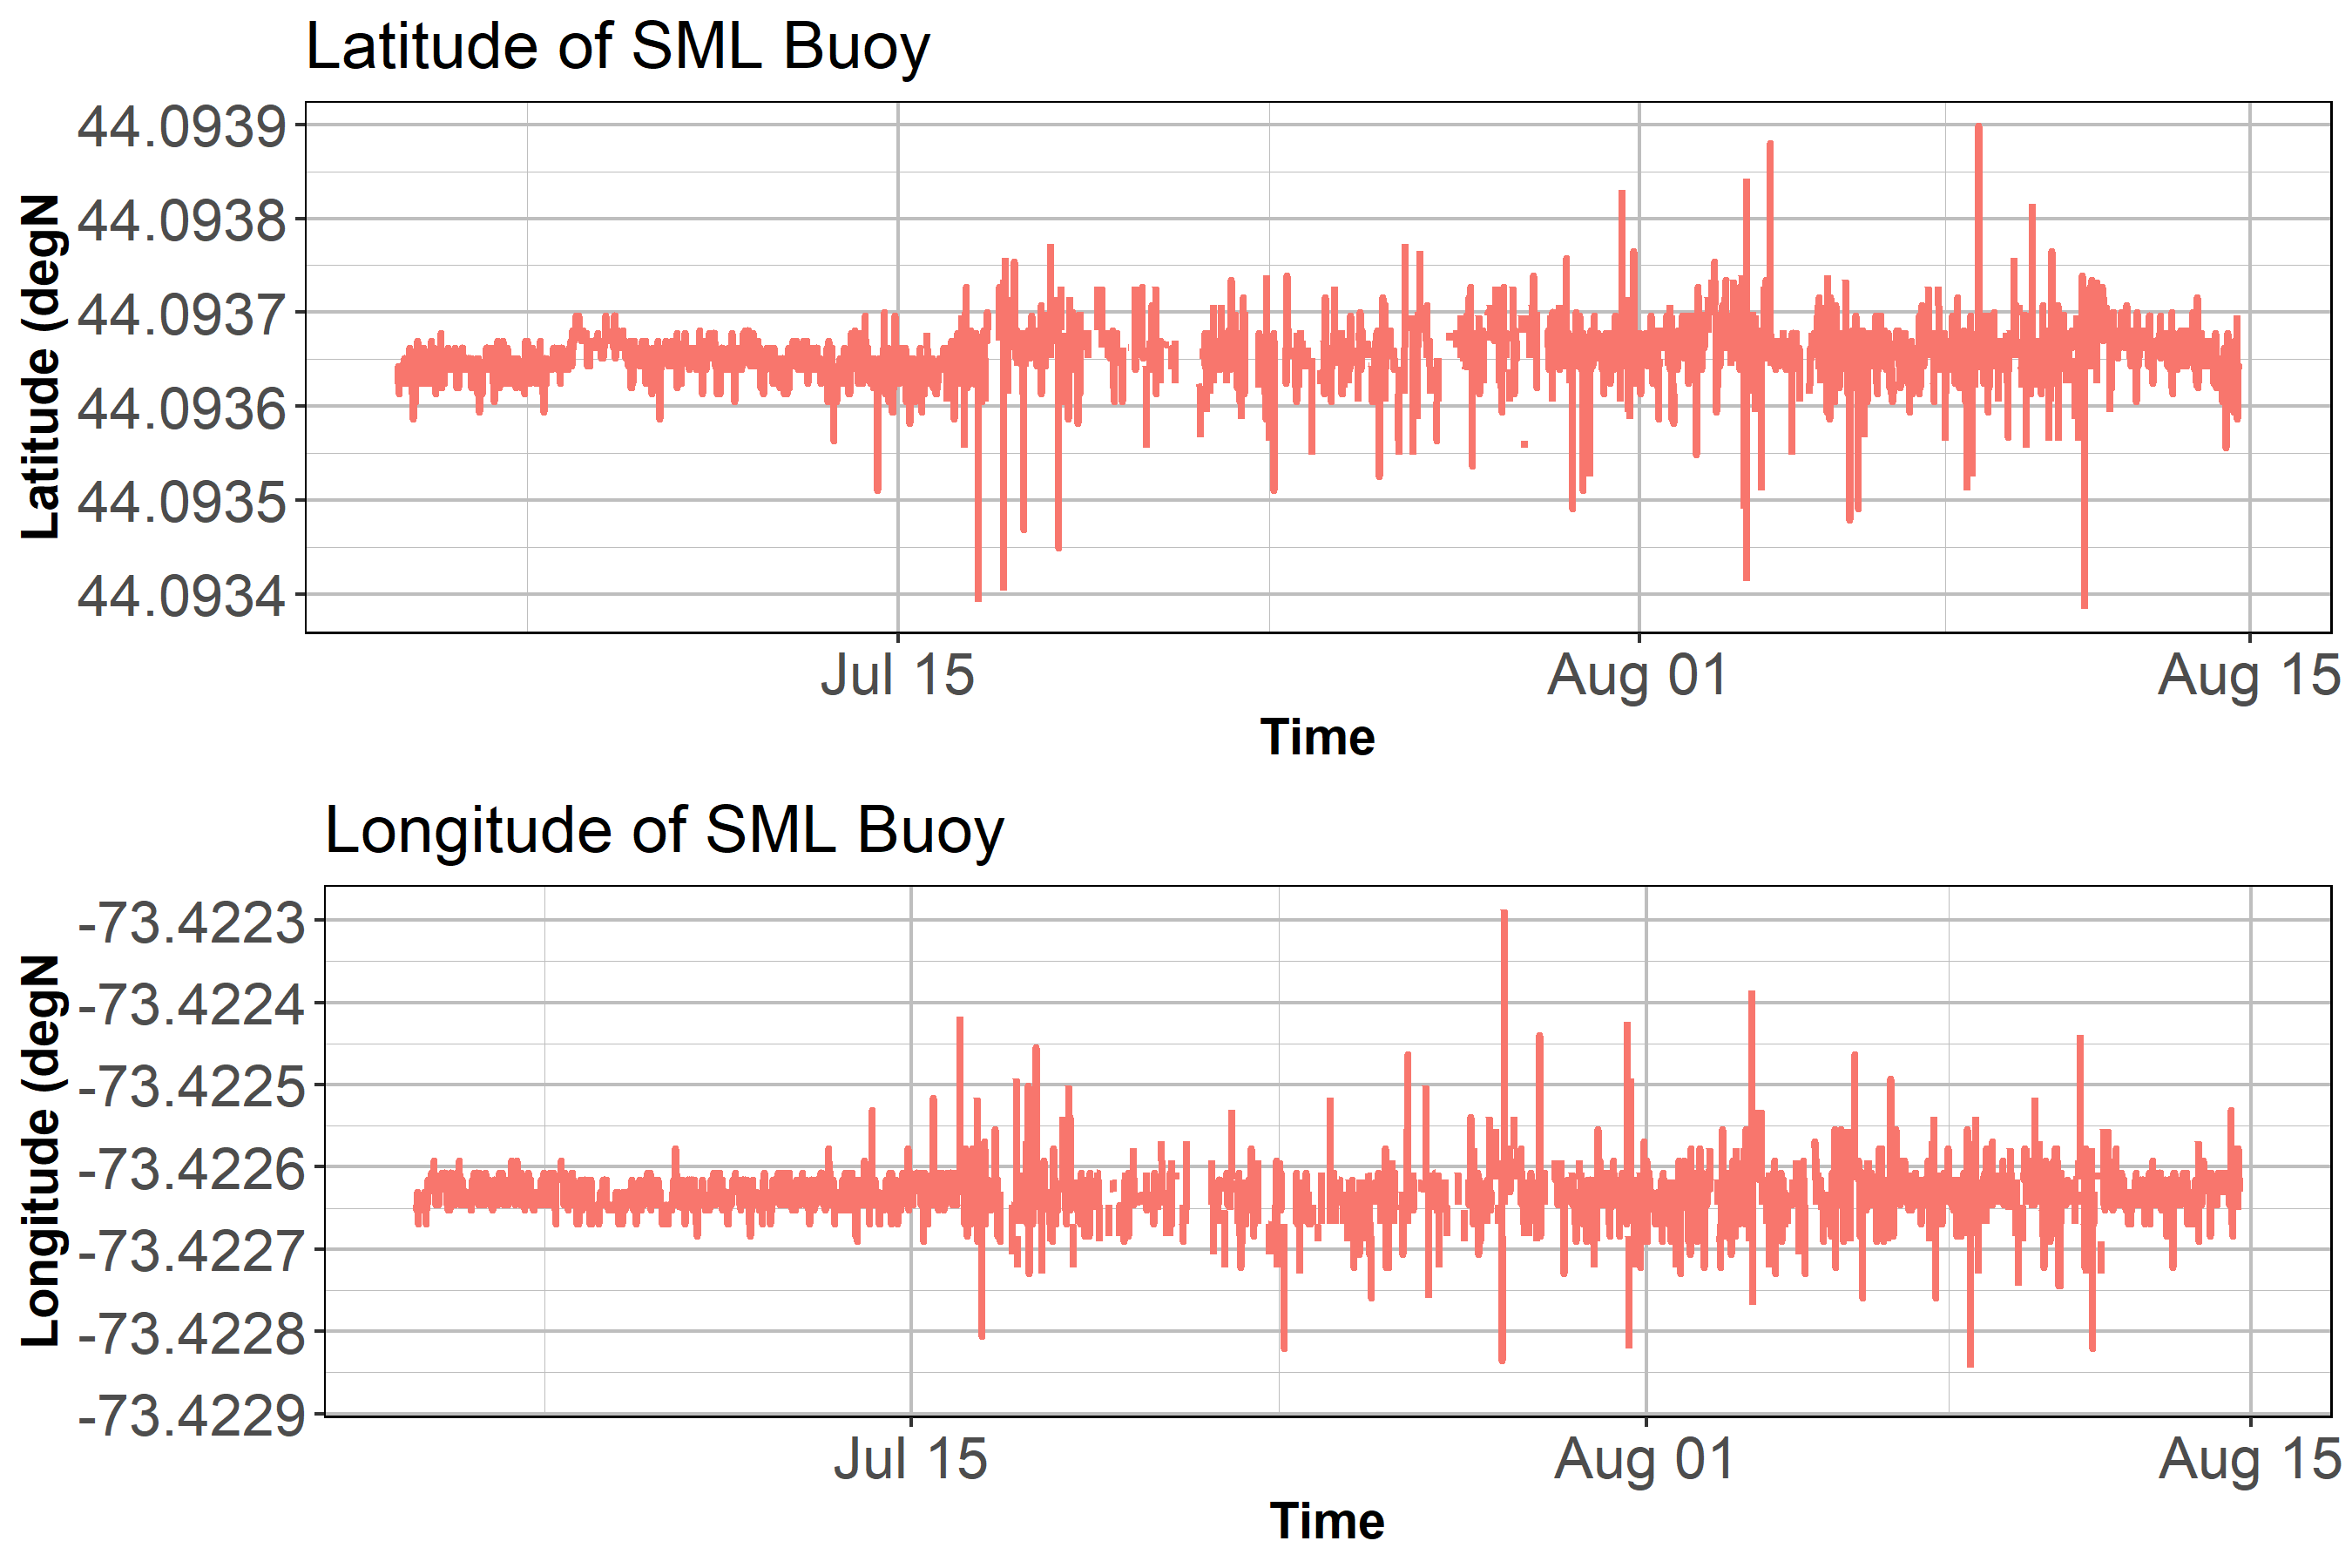 Latitude of SML Buoy
Latitude (degN
44.0939
44.0938
44.0937
44.0936
44.0935
44.0934
Jul 15 Aug 01 Aug 15
Time
Longitude of SML Buoy
Longitude (degN
-73.4223
-73.4224
-73.4225
-73.4226
-73.4227
-73.4228
-73.4229
Jul 15 Aug 01 Aug 15
Time